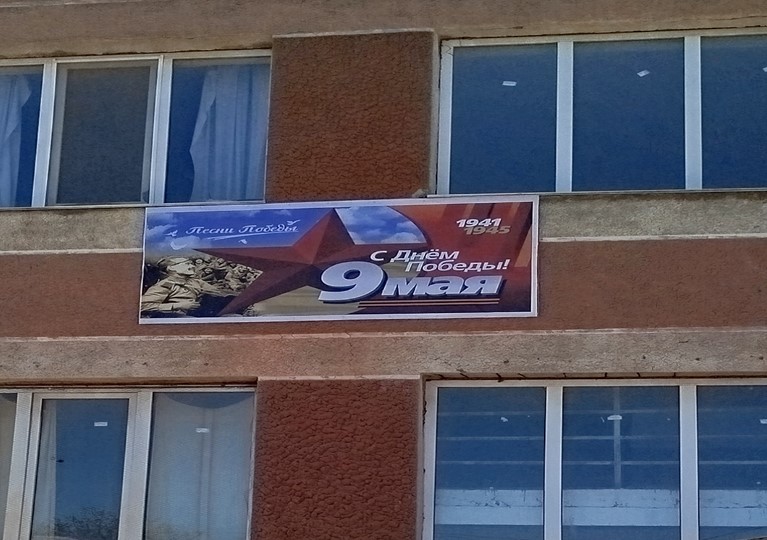 Песни Победы
1941
1945
С Днём
Победы!
9 мая